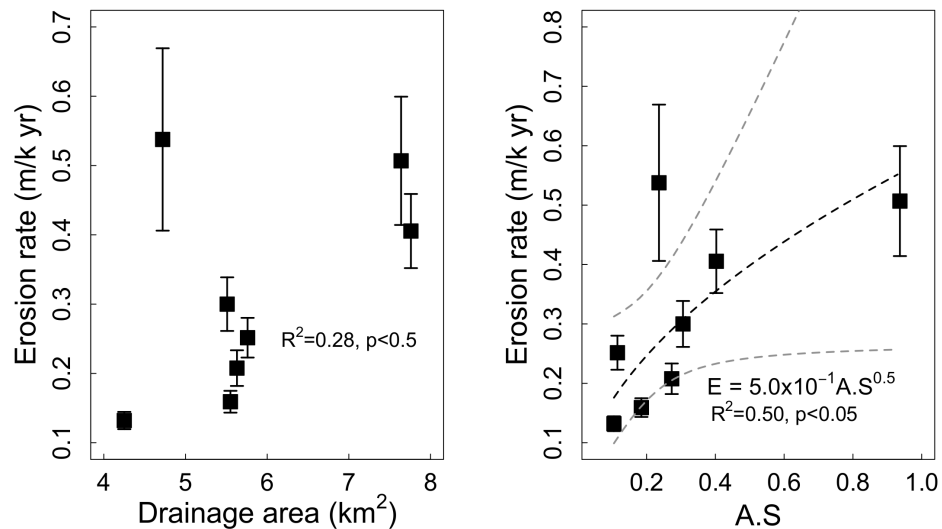 Erosion rate (m/k yr)
0.7
0.6
0.5
0.4
0.3
0.2
0.1
R²=0.28, p<0.5
4 5 6 7 8
Drainage area (km²)
Erosion rate (m/k yr)
0.8
0.7
0.6
0.5
0.4
0.3
0.2
0.1
E = 5.0x10⁻¹A.S⁰·⁵
R²=0.50, p<0.05
0.2 0.4 0.6 0.8 1.0
A.S